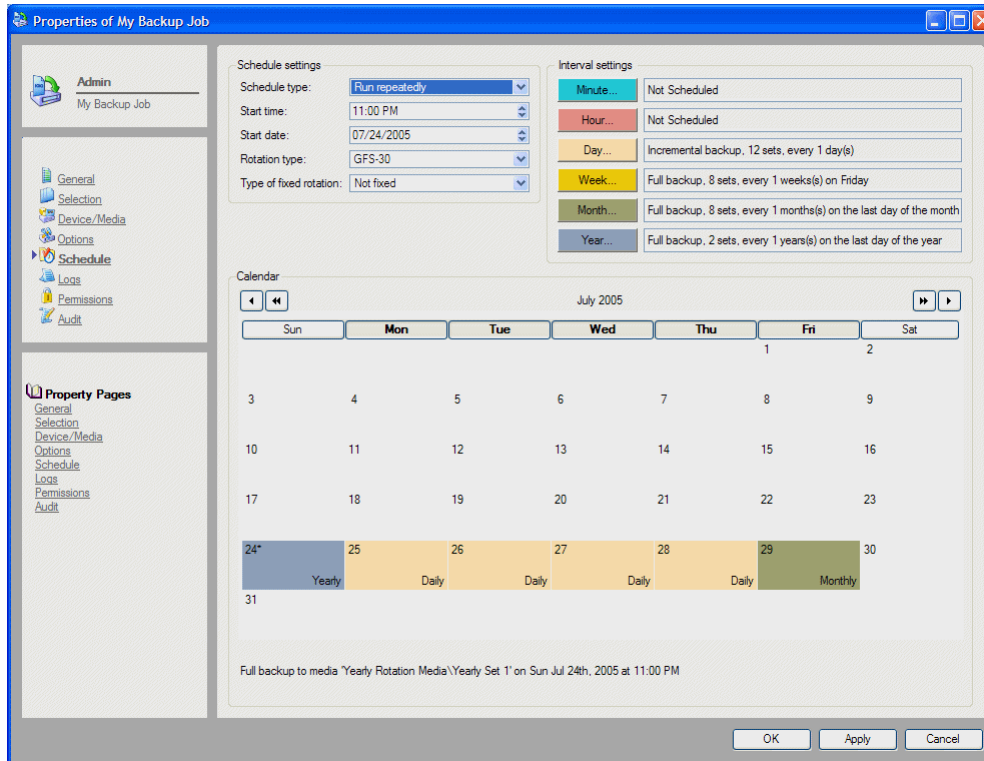 Properties of My Backup Job
Admin
My Backup Job
General
Selection
Device/Media
Options
Schedule
Logs
Permissions
Audit
Property Pages
General
Selection
Device/Media
Options
Schedule
Logs
Permissions
Audit
Schedule settings
Schedule type: Run repeatedly
Start time: 11:00 PM
Start date: 07/24/2005
Rotation type: GFS-30
Type of fixed rotation: Not fixed
Interval settings
Minute... Not Scheduled
Hour... Not Scheduled
Day... Incremental backup, 12 sets, every 1 day(s)
Week... Full backup, 8 sets, every 1 weeks(s) on Friday
Month... Full backup, 8 sets, every 1 months(s) on the last day of the month
Year... Full backup, 2 sets, every 1 years(s) on the last day of the year
Calendar
July 2005
Sun Mon Tue Wed Thu Fri Sat
1 2
3 4 5 6 7 8 9
10 11 12 13 14 15 16
17 18 19 20 21 22 23
24* 25 26 27 28 29 30
Yearly Daily Daily Daily Daily Monthly
31
Full backup to media 'Yearly Rotation Media\Yearly Set 1' on Sun Jul 24th, 2005 at 11:00 PM
OK Apply Cancel